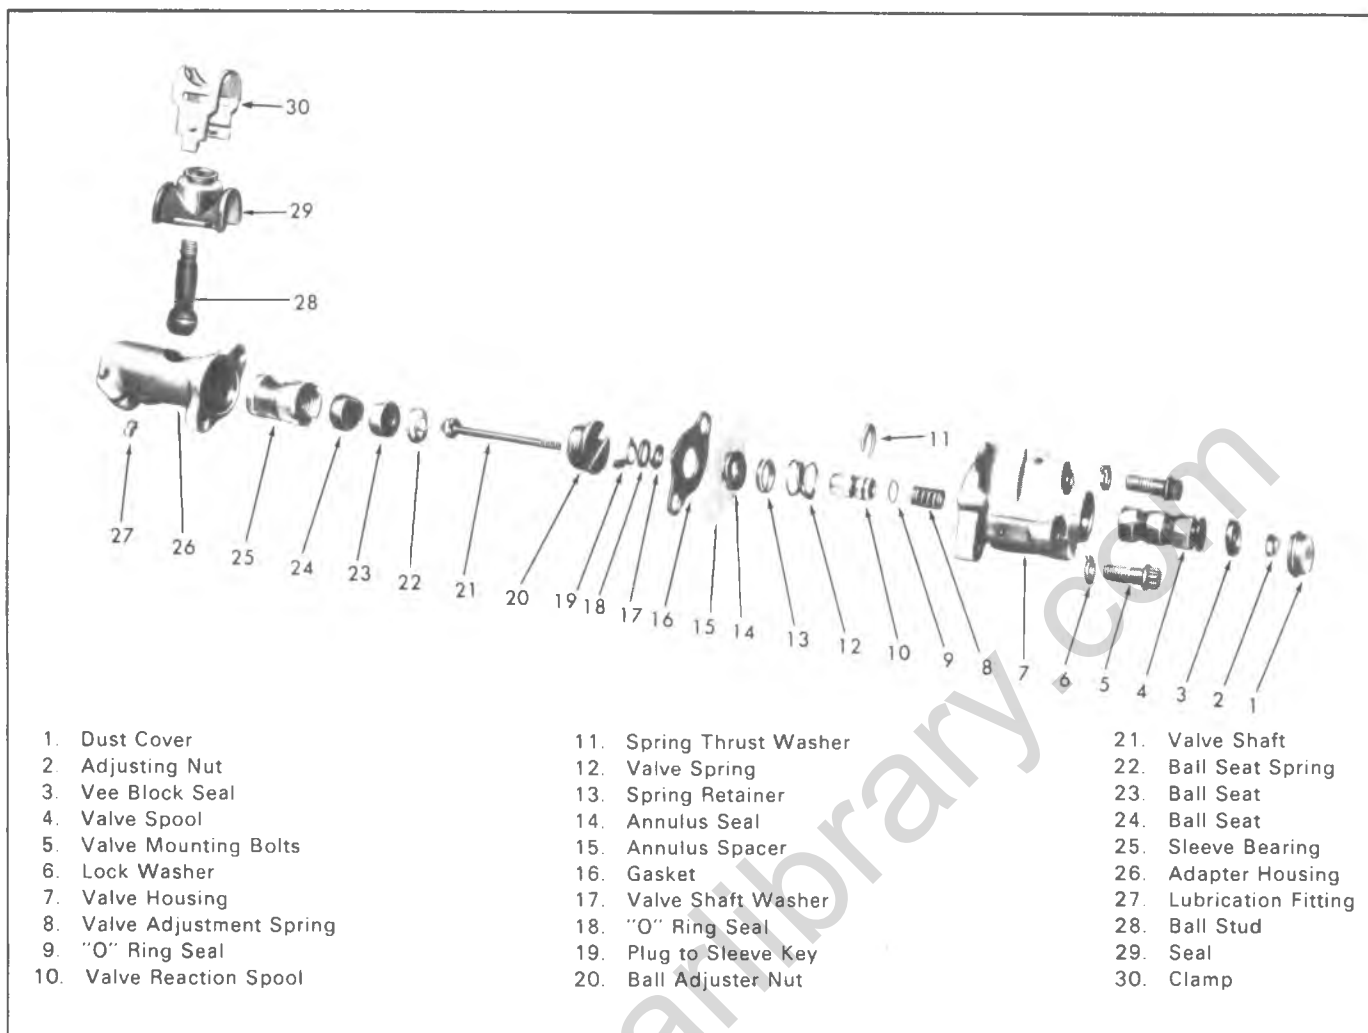 30
29
28
11
27
26
25
24
23
22
21
20
19
18
17
16
15
14
13
12
10
9
8
7
6
5
4
3
2
1
1. Dust Cover
2. Adjusting Nut
3. Vee Block Seal
4. Valve Spool
5. Valve Mounting Bolts
6. Lock Washer
7. Valve Housing
8. Valve Adjustment Spring
9. "O" Ring Seal
10. Valve Reaction Spool
11. Spring Thrust Washer
12. Valve Spring
13. Spring Retainer
14. Annulus Seal
15. Annulus Spacer
16. Gasket
17. Valve Shaft Washer
18. "O" Ring Seal
19. Plug to Sleeve Key
20. Ball Adjuster Nut
21. Valve Shaft
22. Ball Seat Spring
23. Ball Seat
24. Ball Seat
25. Sleeve Bearing
26. Adapter Housing
27. Lubrication Fitting
28. Ball Stud
29. Seal
30. Clamp
arlibrary.com